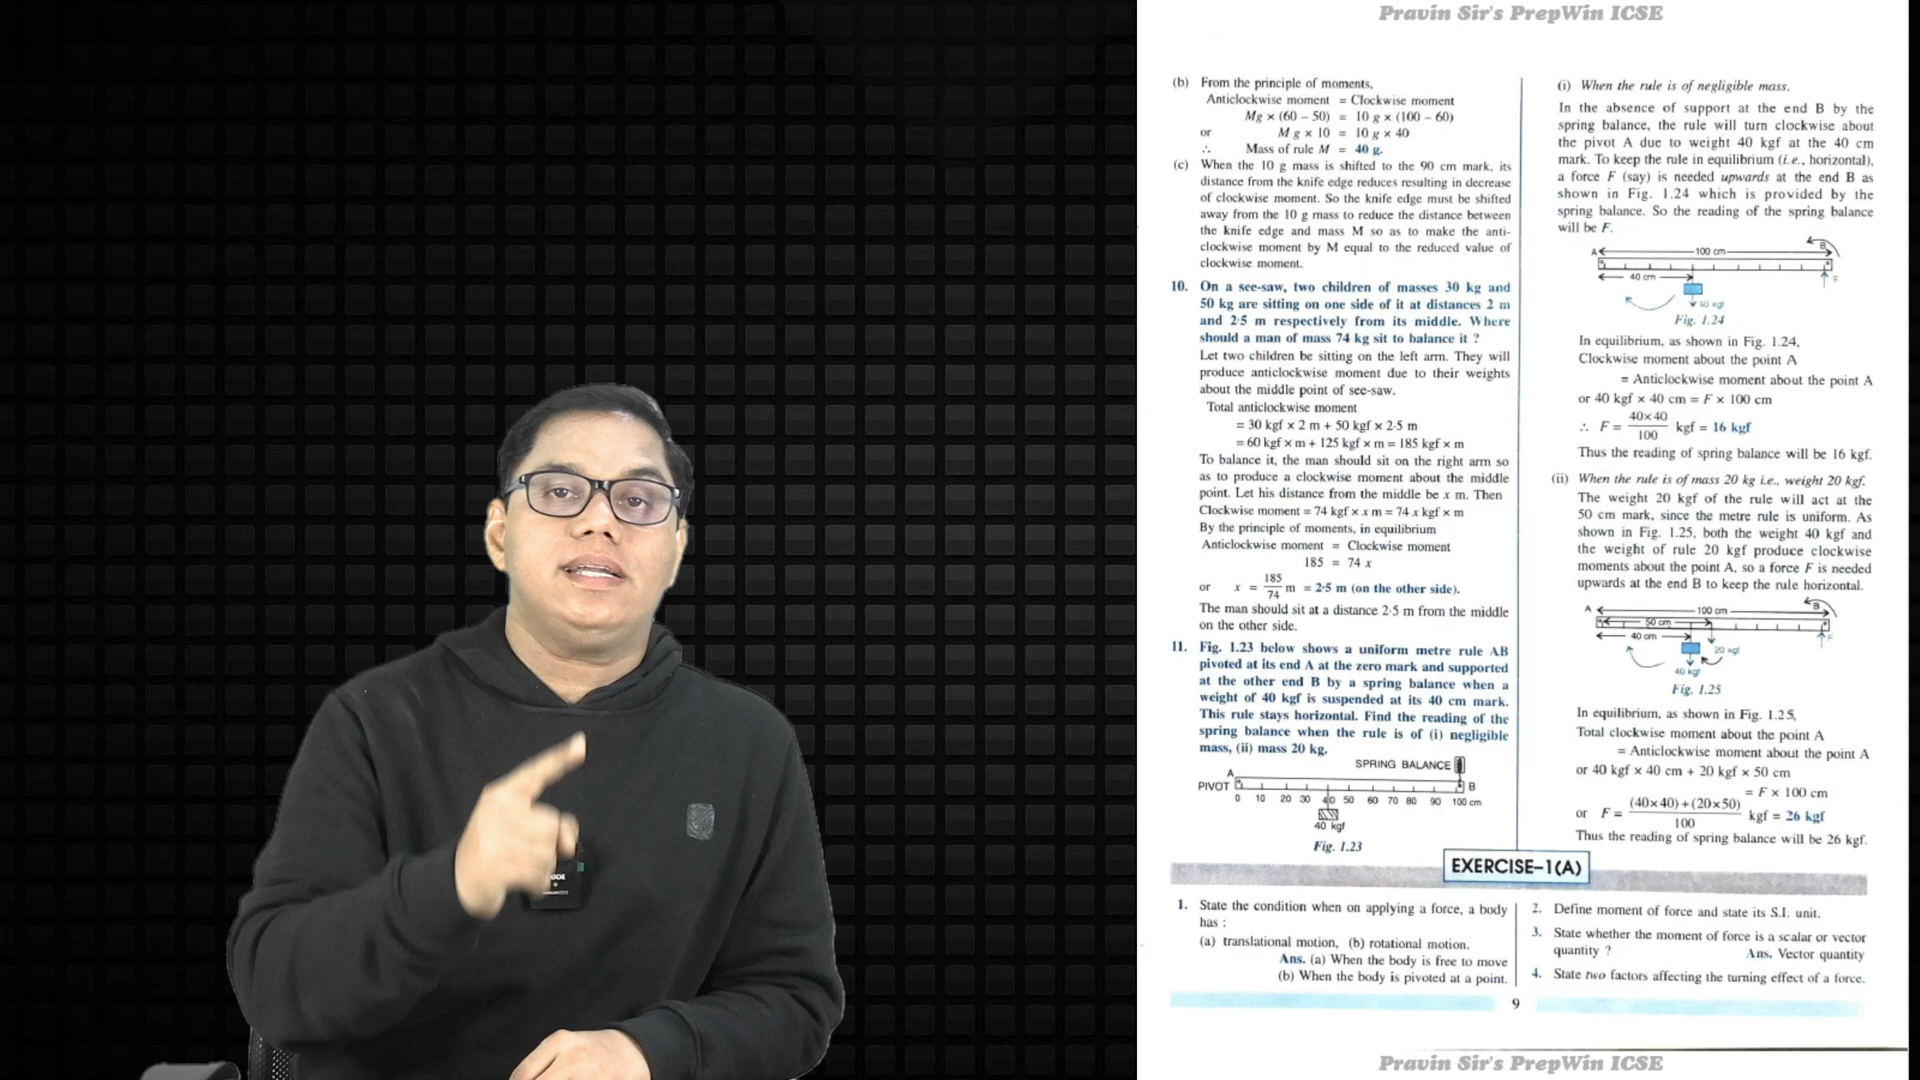 Pravin Sir's PrepWin ICSE
(b) From the principle of moments,
Anticlockwise moment = Clockwise moment
Mg × (60 – 50) = 10 g × (100 – 60)
or M g × 10 = 10 g × 40
∴ Mass of rule M = 40 g.
(c) When the 10 g mass is shifted to the 90 cm mark, its
distance from the knife edge reduces resulting in decrease
of clockwise moment. So the knife edge must be shifted
away from the 10 g mass to reduce the distance between
the knife edge and mass M so as to make the anti-
clockwise moment by M equal to the reduced value of
clockwise moment.
10. On a see-saw, two children of masses 30 kg and
50 kg are sitting on one side of it at distances 2 m
and 2·5 m respectively from its middle. Where
should a man of mass 74 kg sit to balance it ?
Let two children be sitting on the left arm. They will
produce anticlockwise moment due to their weights
about the middle point of see-saw.
Total anticlockwise moment
= 30 kgf × 2 m + 50 kgf × 2·5 m
= 60 kgf × m + 125 kgf × m = 185 kgf × m
To balance it, the man should sit on the right arm so
as to produce a clockwise moment about the middle
point. Let his distance from the middle be x m. Then
Clockwise moment = 74 kgf × x m = 74 x kgf × m
By the principle of moments, in equilibrium
Anticlockwise moment = Clockwise moment
185 = 74 x
or x = 185/74 m = 2·5 m (on the other side).
The man should sit at a distance 2·5 m from the middle
on the other side.
11. Fig. 1.23 below shows a uniform metre rule AB
pivoted at its end A at the zero mark and supported
at the other end B by a spring balance when a
weight of 40 kgf is suspended at its 40 cm mark.
This rule stays horizontal. Find the reading of the
spring balance when the rule is of (i) negligible
mass, (ii) mass 20 kg.
SPRING BALANCE
A
PIVOT B
0 10 20 30 40 50 60 70 80 90 100 cm
40 kgf
Fig. 1.23
(i) When the rule is of negligible mass.
In the absence of support at the end B by the
spring balance, the rule will turn clockwise about
the pivot A due to weight 40 kgf at the 40 cm
mark. To keep the rule in equilibrium (i.e., horizontal),
a force F (say) is needed upwards at the end B as
shown in Fig. 1.24 which is provided by the
spring balance. So the reading of the spring balance
will be F.
A 100 cm B
40 cm F
40 kgf
Fig. 1.24
In equilibrium, as shown in Fig. 1.24,
Clockwise moment about the point A
= Anticlockwise moment about the point A
or 40 kgf × 40 cm = F × 100 cm
∴ F = 40×40/100 kgf = 16 kgf
Thus the reading of spring balance will be 16 kgf.
(ii) When the rule is of mass 20 kg i.e., weight 20 kgf.
The weight 20 kgf of the rule will act at the
50 cm mark, since the metre rule is uniform. As
shown in Fig. 1.25, both the weight 40 kgf and
the weight of rule 20 kgf produce clockwise
moments about the point A, so a force F is needed
upwards at the end B to keep the rule horizontal.
A 100 cm B
50 cm
40 cm F
20 kgf
40 kgf
Fig. 1.25
In equilibrium, as shown in Fig. 1.25,
Total clockwise moment about the point A
= Anticlockwise moment about the point A
or 40 kgf × 40 cm + 20 kgf × 50 cm
= F × 100 cm
or F = (40×40)+(20×50)/100 kgf = 26 kgf
Thus the reading of spring balance will be 26 kgf.
EXERCISE–1(A)
1. State the condition when on applying a force, a body
has :
(a) translational motion, (b) rotational motion.
Ans. (a) When the body is free to move
(b) When the body is pivoted at a point.
2. Define moment of force and state its S.I. unit.
3. State whether the moment of force is a scalar or vector
quantity ? Ans. Vector quantity
4. State two factors affecting the turning effect of a force.
9
Pravin Sir's PrepWin ICSE